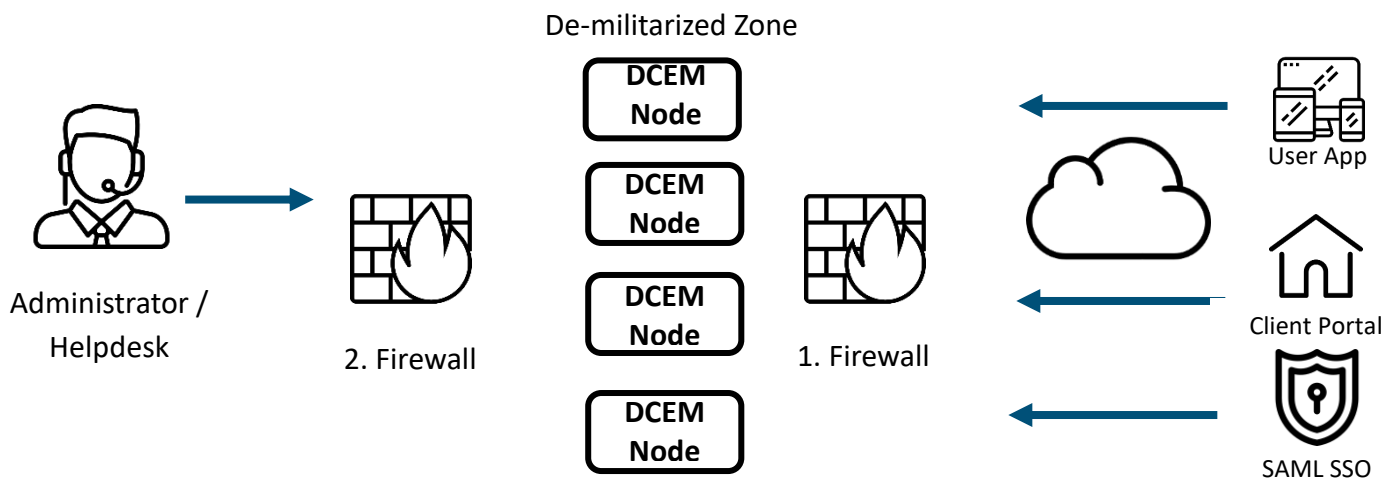 De-militarized Zone
DCEM
Node
DCEM
Node
DCEM
Node
DCEM
Node
Administrator /
Helpdesk
2. Firewall
1. Firewall
User App
Client Portal
SAML SSO